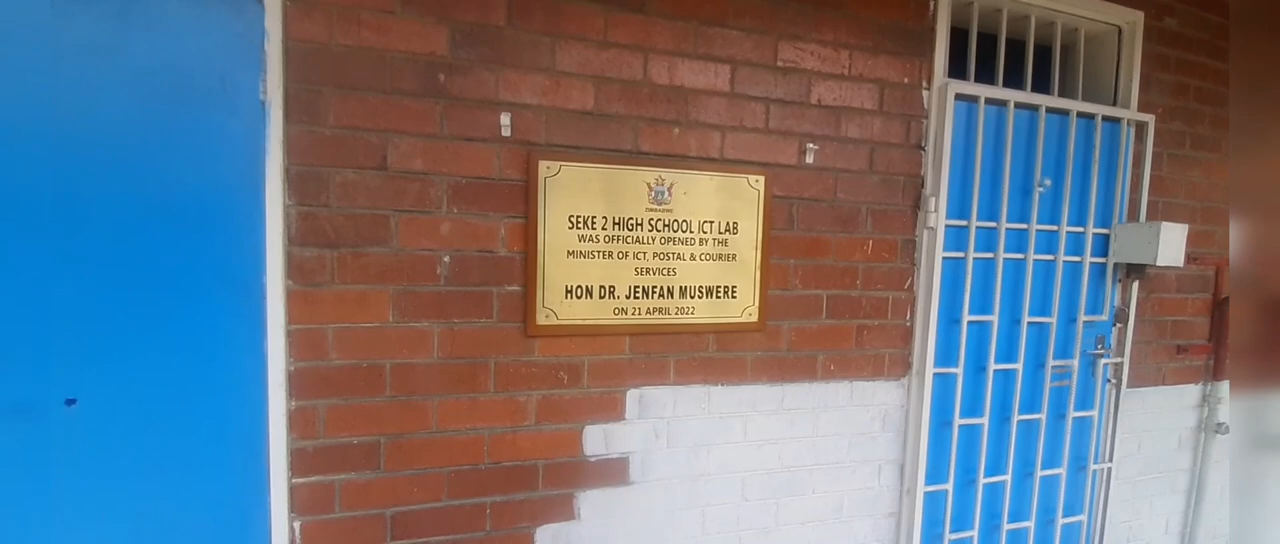 ZIMBABWE
SEKE 2 HIGH SCHOOL ICT LAB
WAS OFFICIALLY OPENED BY THE
MINISTER OF ICT, POSTAL & COURIER
SERVICES
HON DR. JENFAN MUSWERE
ON 21 APRIL 2022